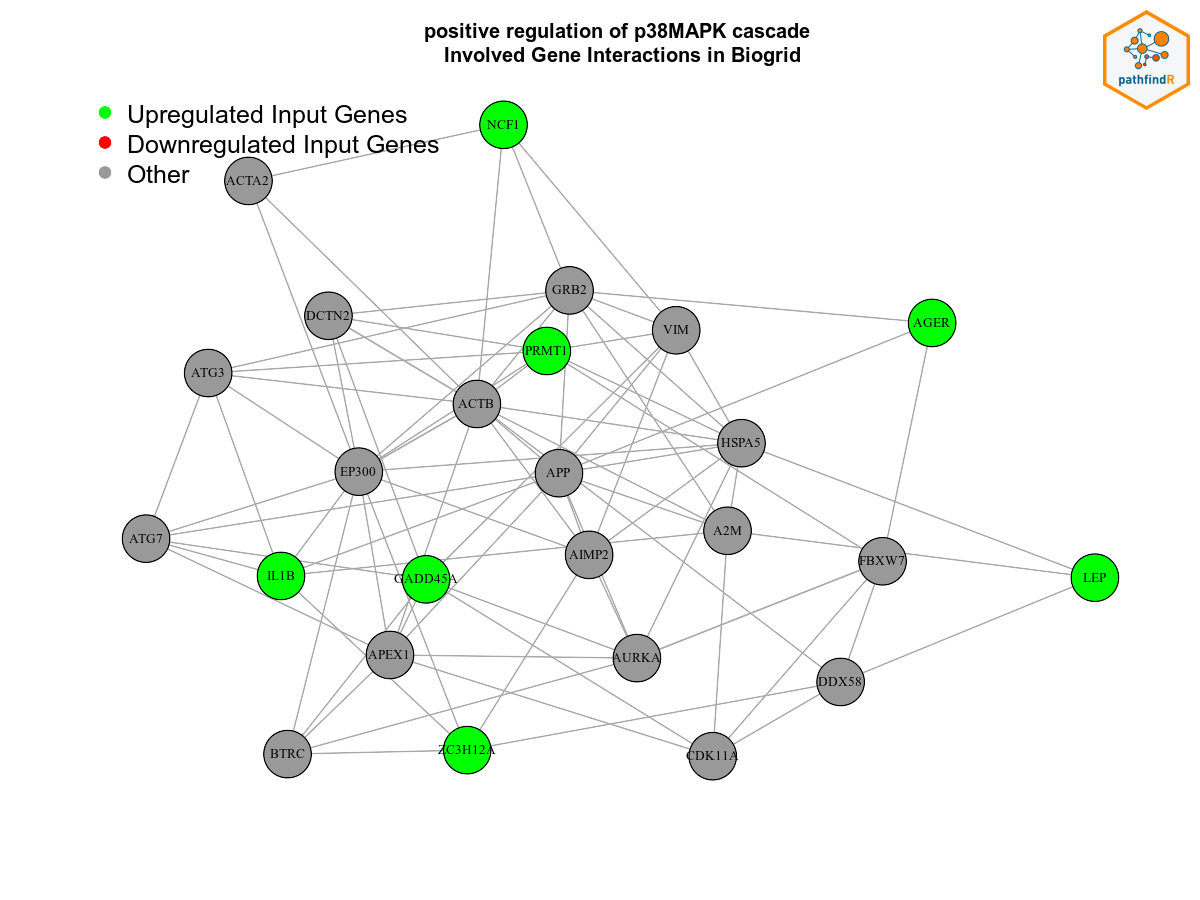 positive regulation of p38MAPK cascade
Involved Gene Interactions in Biogrid
pathfindR
Upregulated Input Genes
Downregulated Input Genes
Other
NCF1
ACTA2
GRB2
DCTN2
AGER
VIM
PRMT1
ATG3
ACTB
HSPA5
EP300
APP
A2M
ATG7
AIMP2
FBXW7
IL1B
GADD45A
LEP
APEX1
AURKA
DDX58
BTRC
ZC3H12A
CDK11A